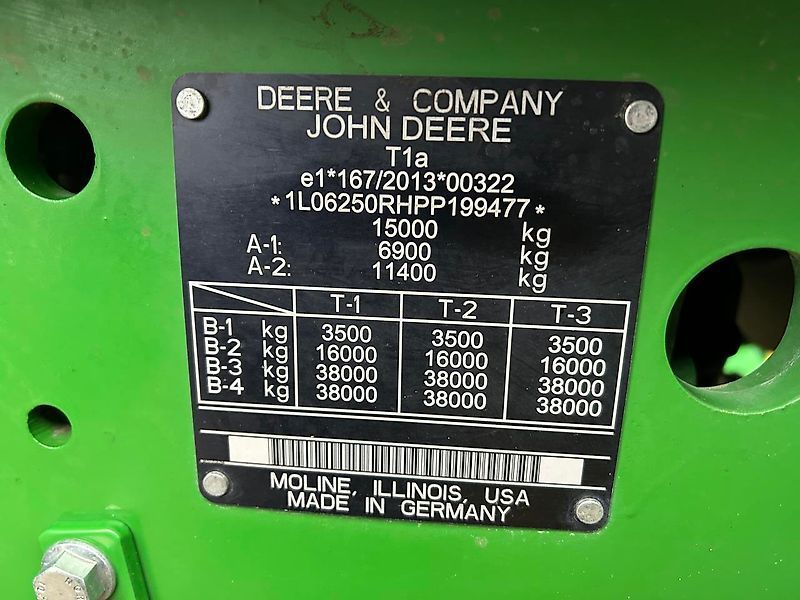 DEERE & COMPANY
JOHN DEERE
T1a
e1*167/2013*00322
*1L06250RHPP199477*
15000 kg
A-1: 6900 kg
A-2: 11400 kg
T-1 T-2 T-3
B-1 kg 3500 3500 3500
B-2 kg 16000 16000 16000
B-3 kg 38000 38000 38000
B-4 kg 38000 38000 38000
MOLINE, ILLINOIS, USA
MADE IN GERMANY